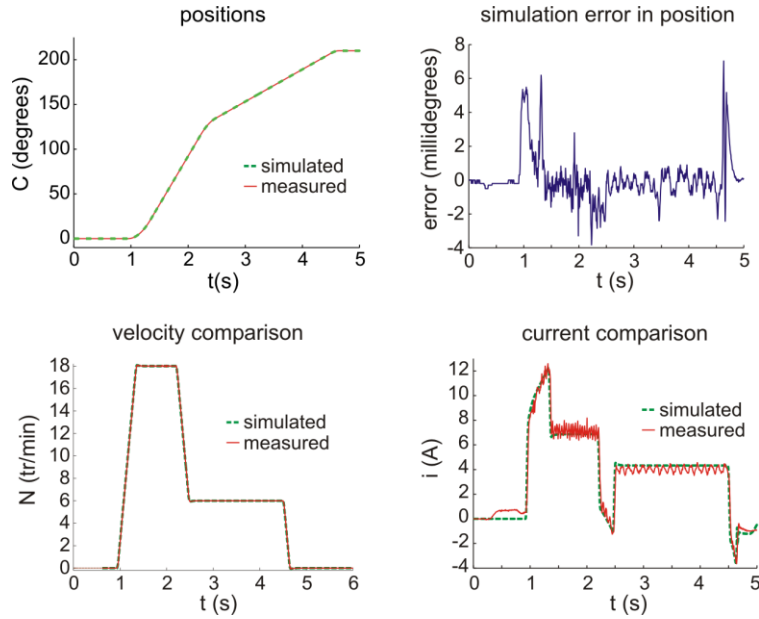 positions
C (degrees)
200
150
100
50
0
simulated
measured
0 1 2 3 4 5
t(s)
simulation error in position
error (millidegrees)
8
6
4
2
0
-2
-4
0 1 2 3 4 5
t (s)
velocity comparison
N (tr/min)
18
16
14
12
10
8
6
4
2
0
simulated
measured
0 1 2 3 4 5 6
t (s)
current comparison
i (A)
12
10
8
6
4
2
0
-2
-4
simulated
measured
0 1 2 3 4 5
t (s)